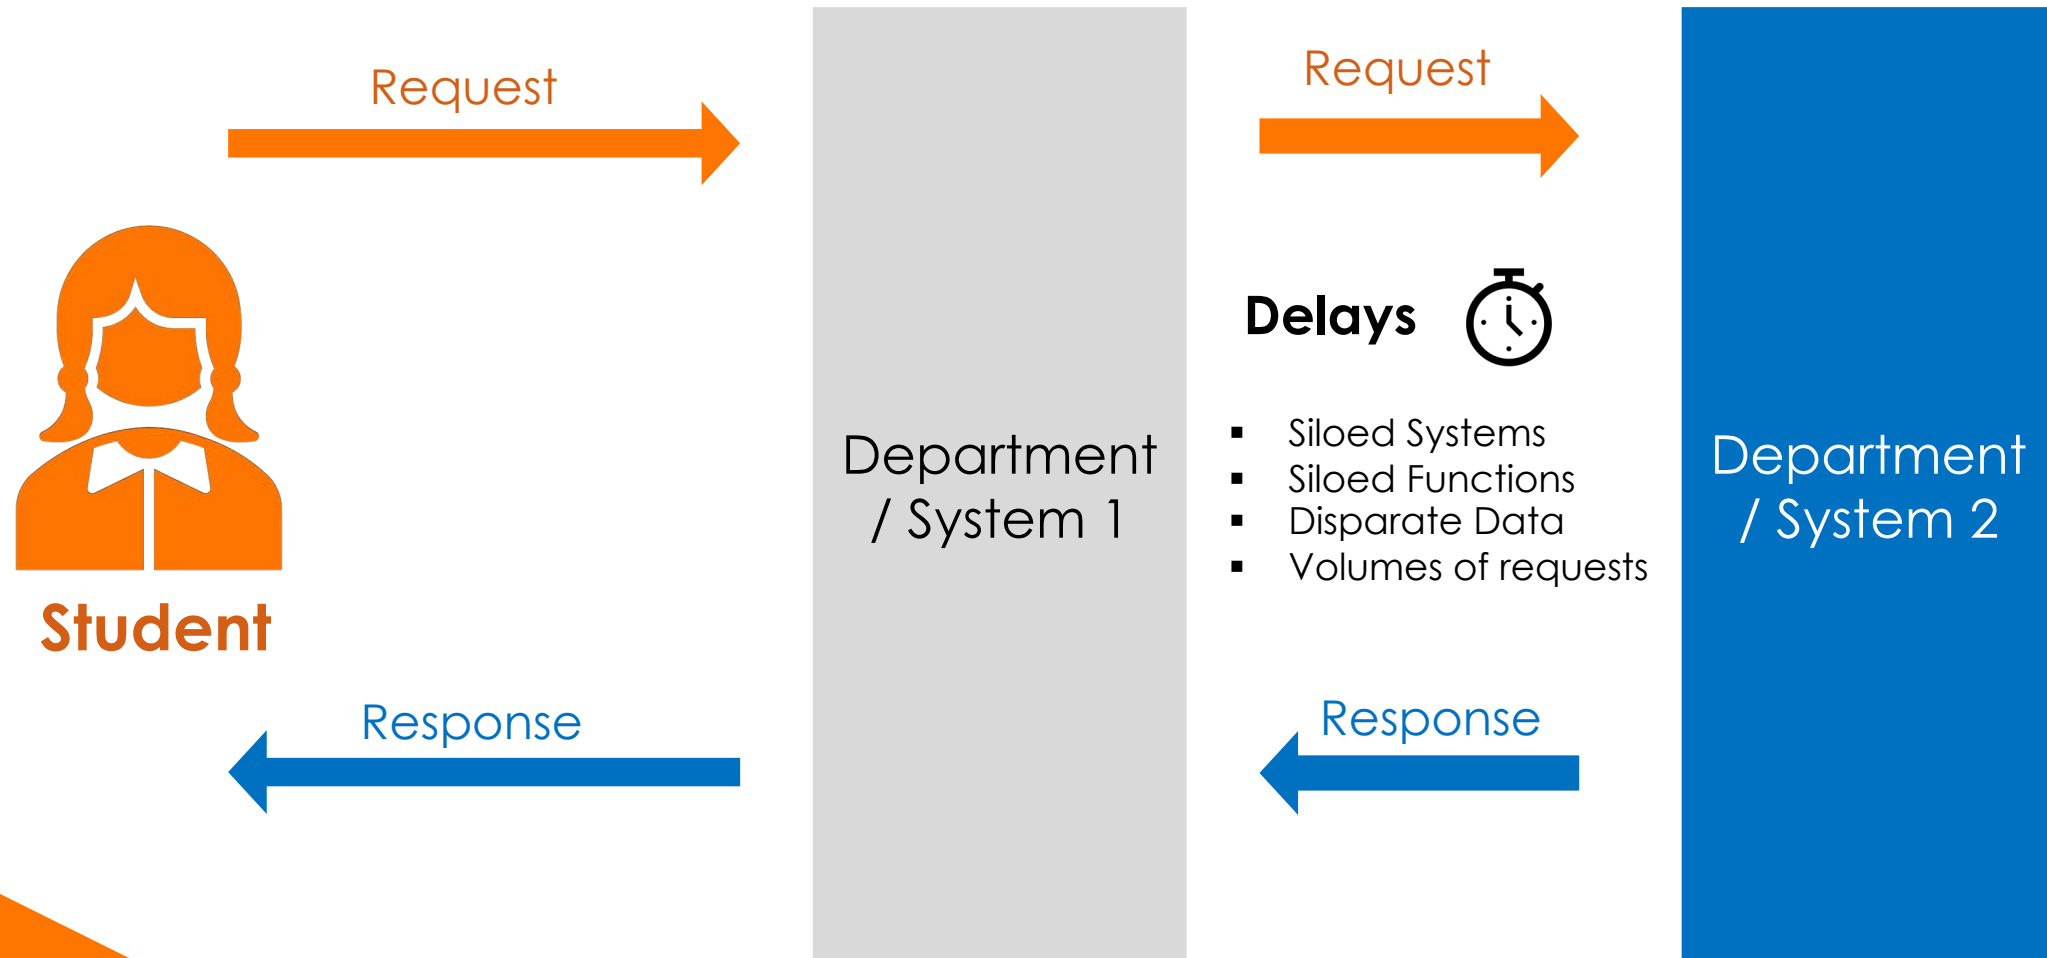 Request
Student
Response
Department
/ System 1
Request
Delays
▪ Siloed Systems
▪ Siloed Functions
▪ Disparate Data
▪ Volumes of requests
Response
Department
/ System 2